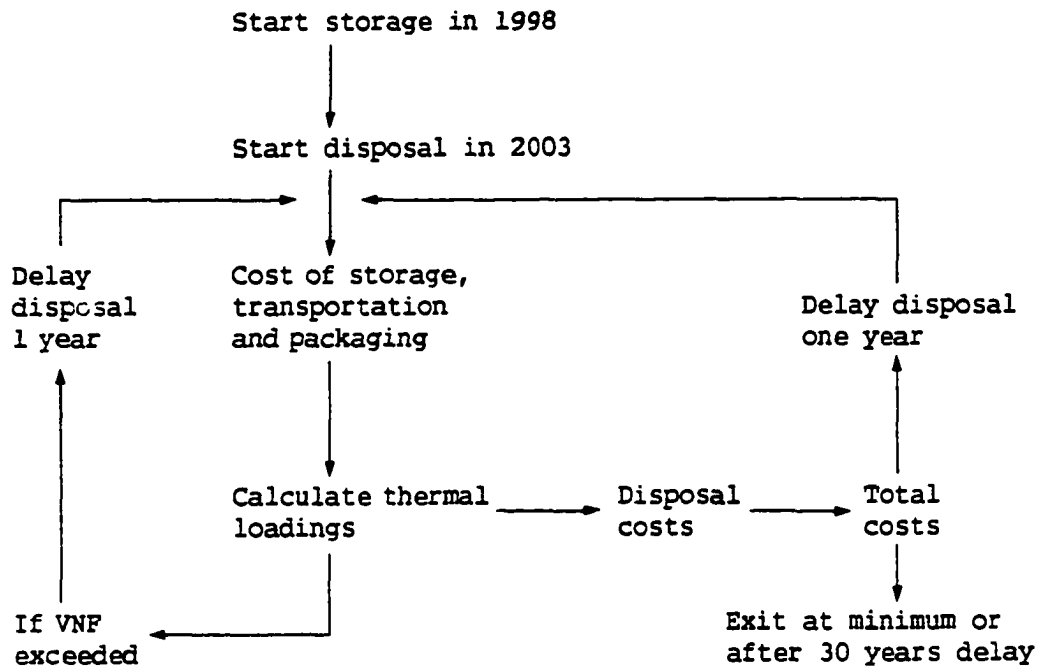 Start storage in 1998
Start disposal in 2003
Delay
disposal
1 year
Cost of storage,
transportation
and packaging
Delay disposal
one year
Calculate thermal
loadings
Disposal
costs
Total
costs
If VNF
exceeded
Exit at minimum or
after 30 years delay